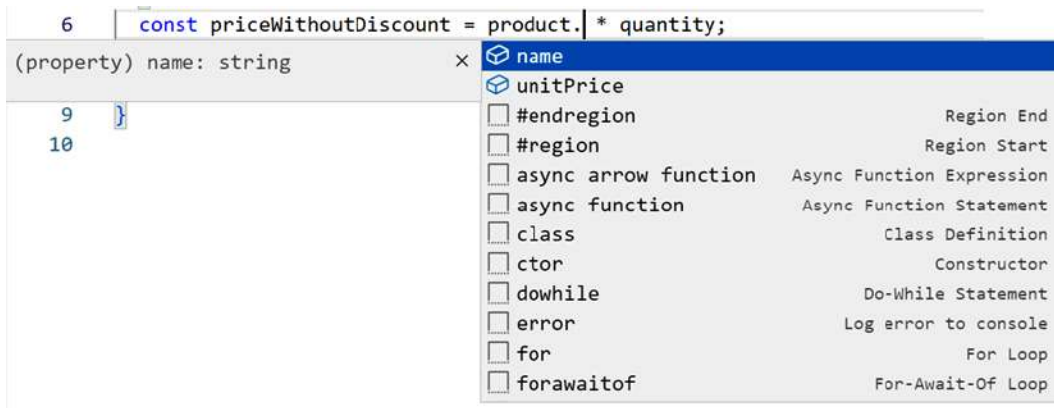 6 const priceWithoutDiscount = product. * quantity;
(property) name: string ×
name
unitPrice
#endregion Region End
#region Region Start
async arrow function Async Function Expression
async function Async Function Statement
class Class Definition
ctor Constructor
dowhile Do-While Statement
error Log error to console
for For Loop
forawaitof For-Await-Of Loop
9 }
10